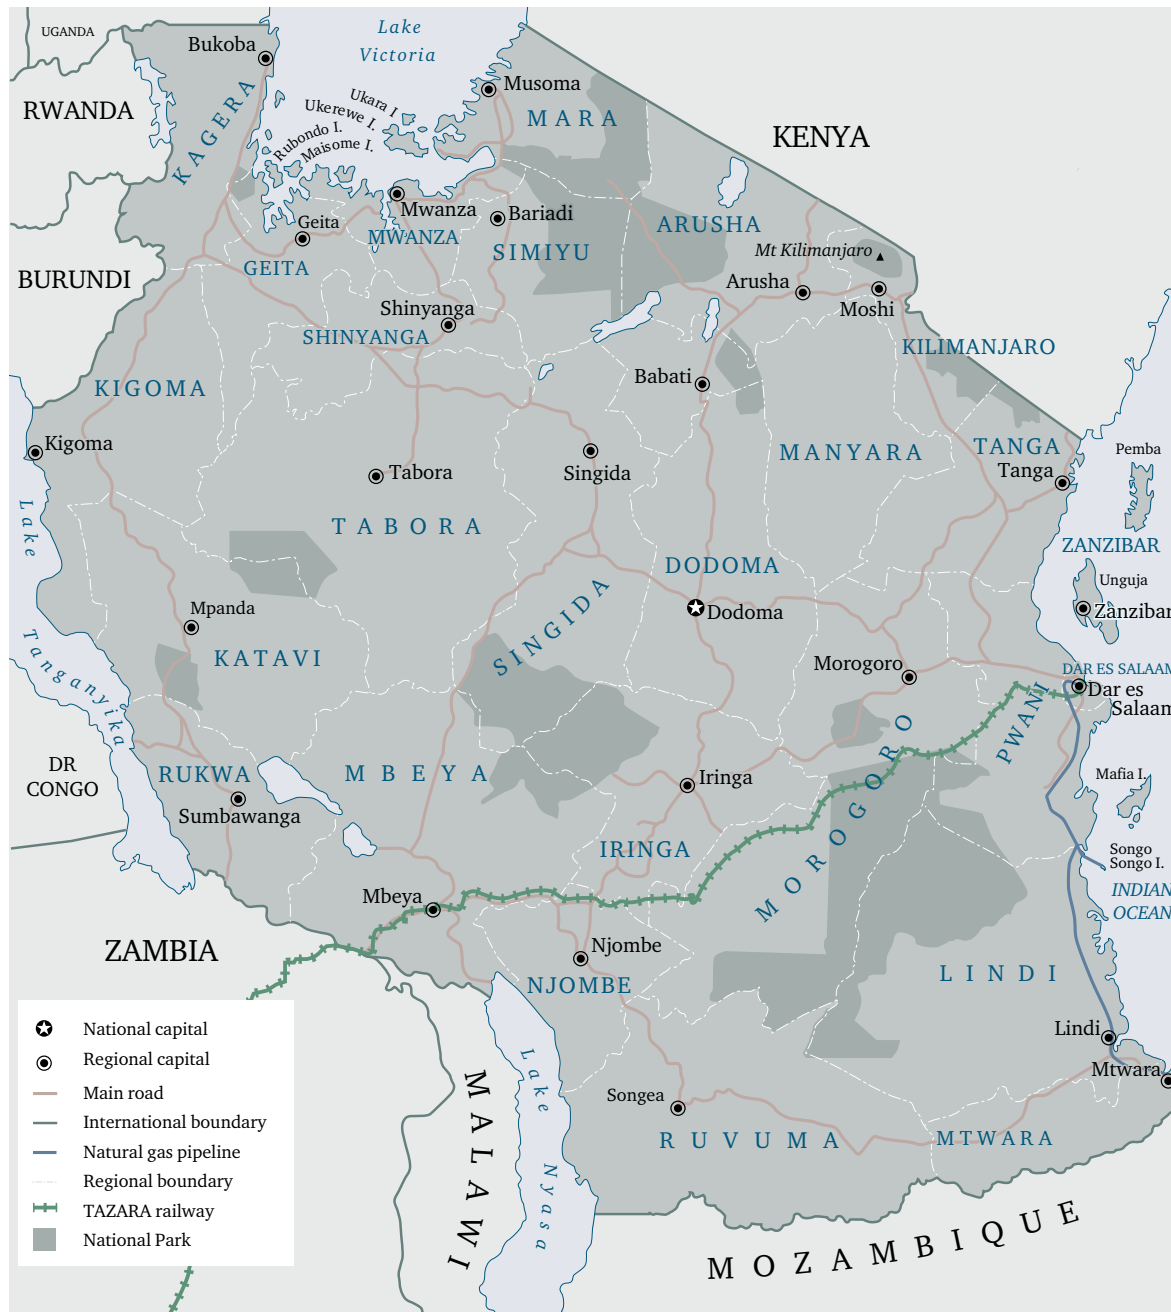 UGANDA
Bukoba
Lake
Victoria
RWANDA
KAGERA
Ukara I
Ukerewe I.
Rubondo I.
Maisome I.
Musoma
MARA
KENYA
Geita
Mwanza
MWANZA
Bariadi
SIMIYU
GEITA
ARUSHA
Mt Kilimanjaro
Arusha
Moshi
BURUNDI
Shinyanga
SHINYANGA
KILIMANJARO
KIGOMA
Babati
Kigoma
Tabora
TABORA
Singida
MANYARA
TANGA
Tanga
Pemba
ZANZIBAR
Unguja
Zanzibar
Lake
Tanganyika
Mpanda
KATAVI
SINGIDA
DODOMA
Dodoma
Morogoro
DAR ES SALAAM
Dar es
Salaam
PWANI
DR
CONGO
RUKWA
Sumbawanga
MBEYA
Iringa
IRINGA
MOROGORO
Mafia I.
Songo
Songo I.
INDIAN
OCEAN
Mbeya
ZAMBIA
Njombe
NJOMBE
LINDI
Lindi
Mtwara
Lake
Nyasa
MALAWI
Songea
RUVUMA
MTWARA
MOZAMBIQUE
National capital
Regional capital
Main road
International boundary
Natural gas pipeline
Regional boundary
TAZARA railway
National Park